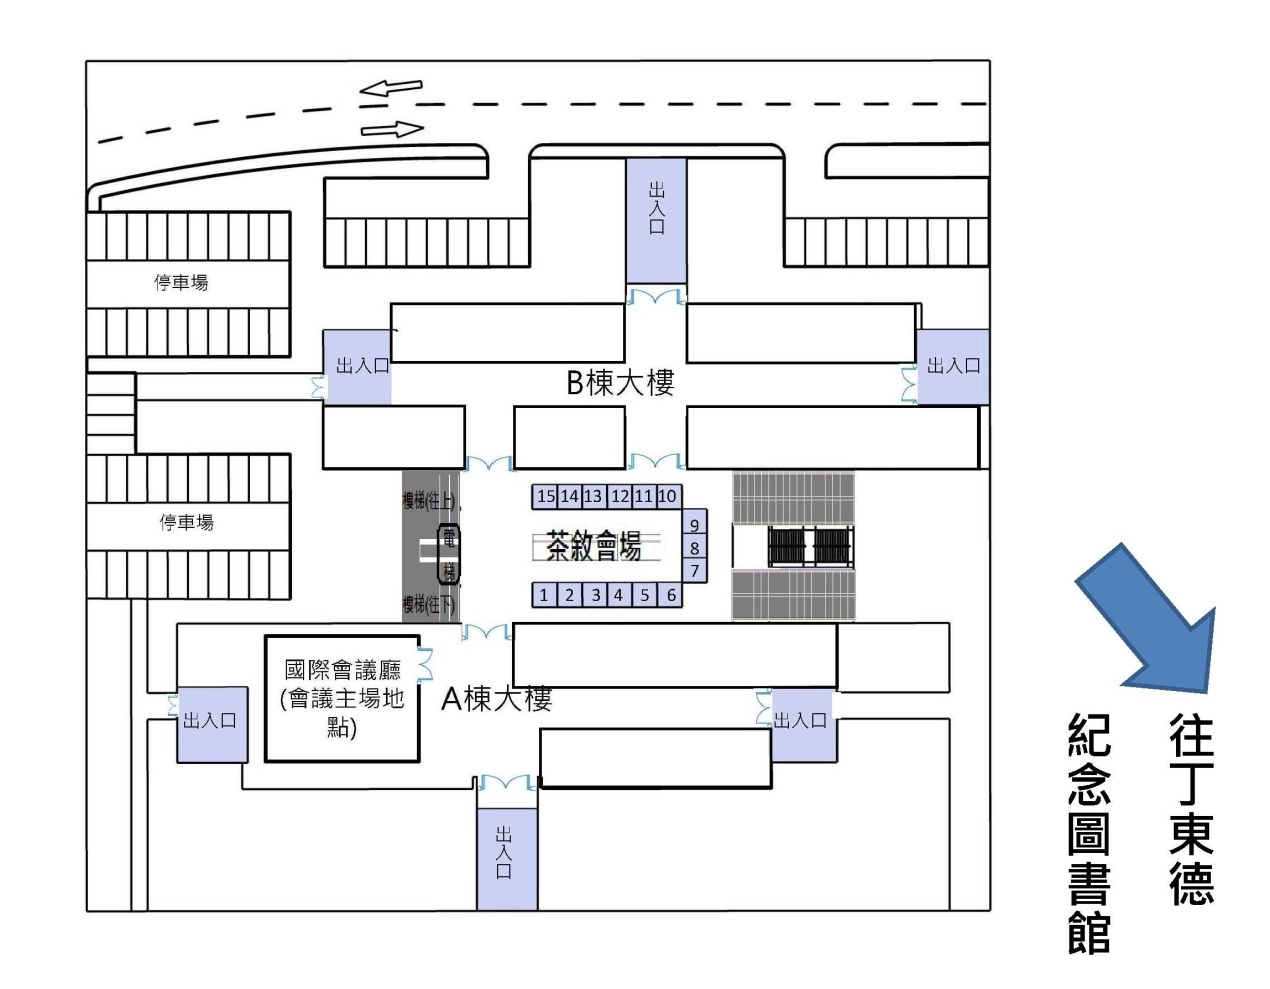 出入口
停車場
出入口
出入口
B棟大樓
樓梯(往上)
15 14 13 12 11 10
停車場
電梯
茶敘會場
9
8
7
樓梯(往下)
1 2 3 4 5 6
國際會議廳
(會議主場地
點)
A棟大樓
出入口
出入口
出入口
往丁東德
紀念圖書館